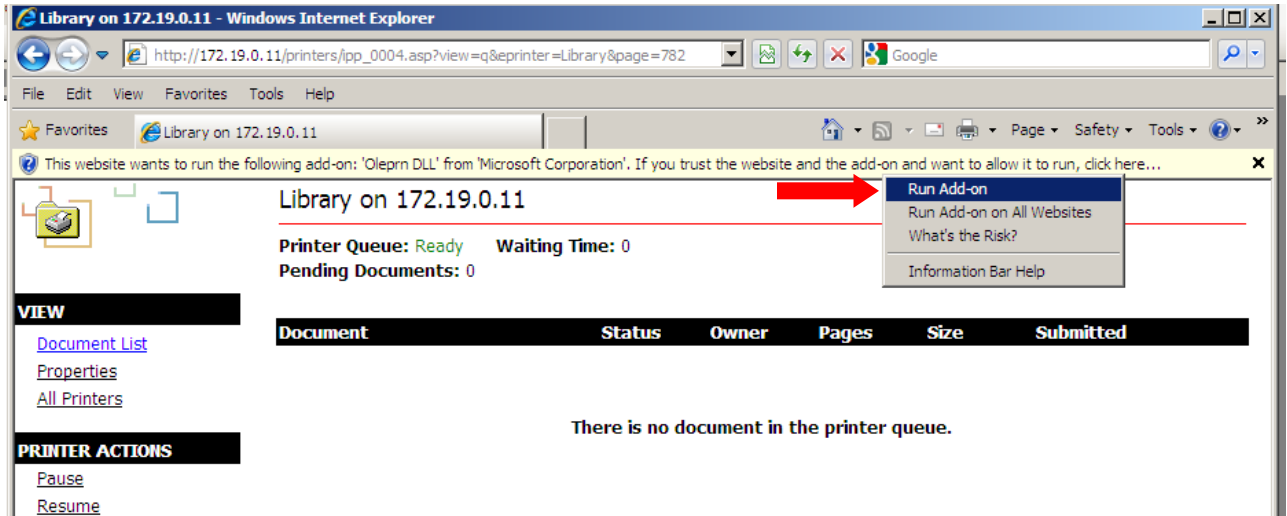 Library on 172.19.0.11 - Windows Internet Explorer
http://172.19.0.11/printers/ipp_0004.asp?view=q&eprinter=Library&page=782 Google
File Edit View Favorites Tools Help
Favorites Library on 172.19.0.11 Page Safety Tools
This website wants to run the following add-on: 'Oleprn DLL' from 'Microsoft Corporation'. If you trust the website and the add-on and want to allow it to run, click here...
Run Add-on
Run Add-on on All Websites
What's the Risk?
Information Bar Help
Library on 172.19.0.11
Printer Queue: Ready Waiting Time: 0
Pending Documents: 0
VIEW
Document List
Properties
All Printers
PRINTER ACTIONS
Pause
Resume
Document Status Owner Pages Size Submitted
There is no document in the printer queue.